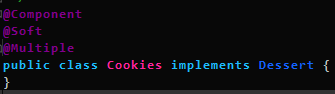 @Component
@Soft
@Multiple
public class Cookies implements Dessert {
}